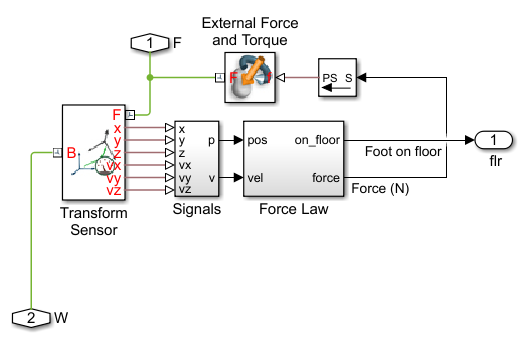 External Force
and Torque
1 F
F f
PS S
F
x
y
z
vx
vy
vz
B
x
y
z
vx
vy
vz
p
v
pos
vel
on_floor
force
Foot on floor
Force (N)
1
flr
Transform
Sensor
Signals
Force Law
2 W